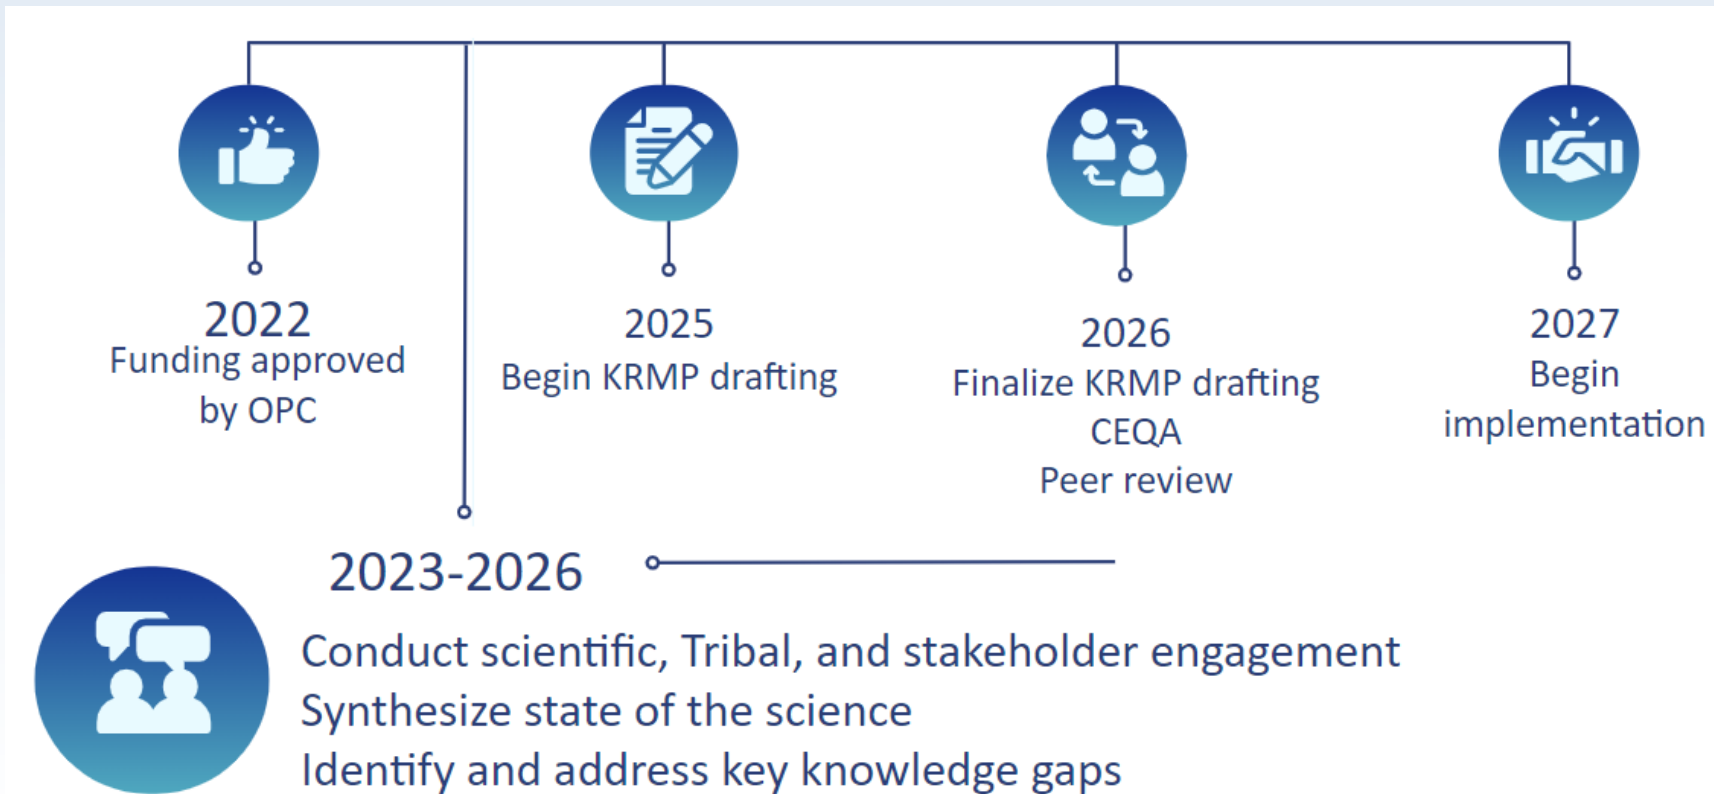 2022
Funding approved
by OPC
2025
Begin KRMP drafting
2026
Finalize KRMP drafting
CEQA
Peer review
2027
Begin
implementation
2023-2026
Conduct scientific, Tribal, and stakeholder engagement
Synthesize state of the science
Identify and address key knowledge gaps